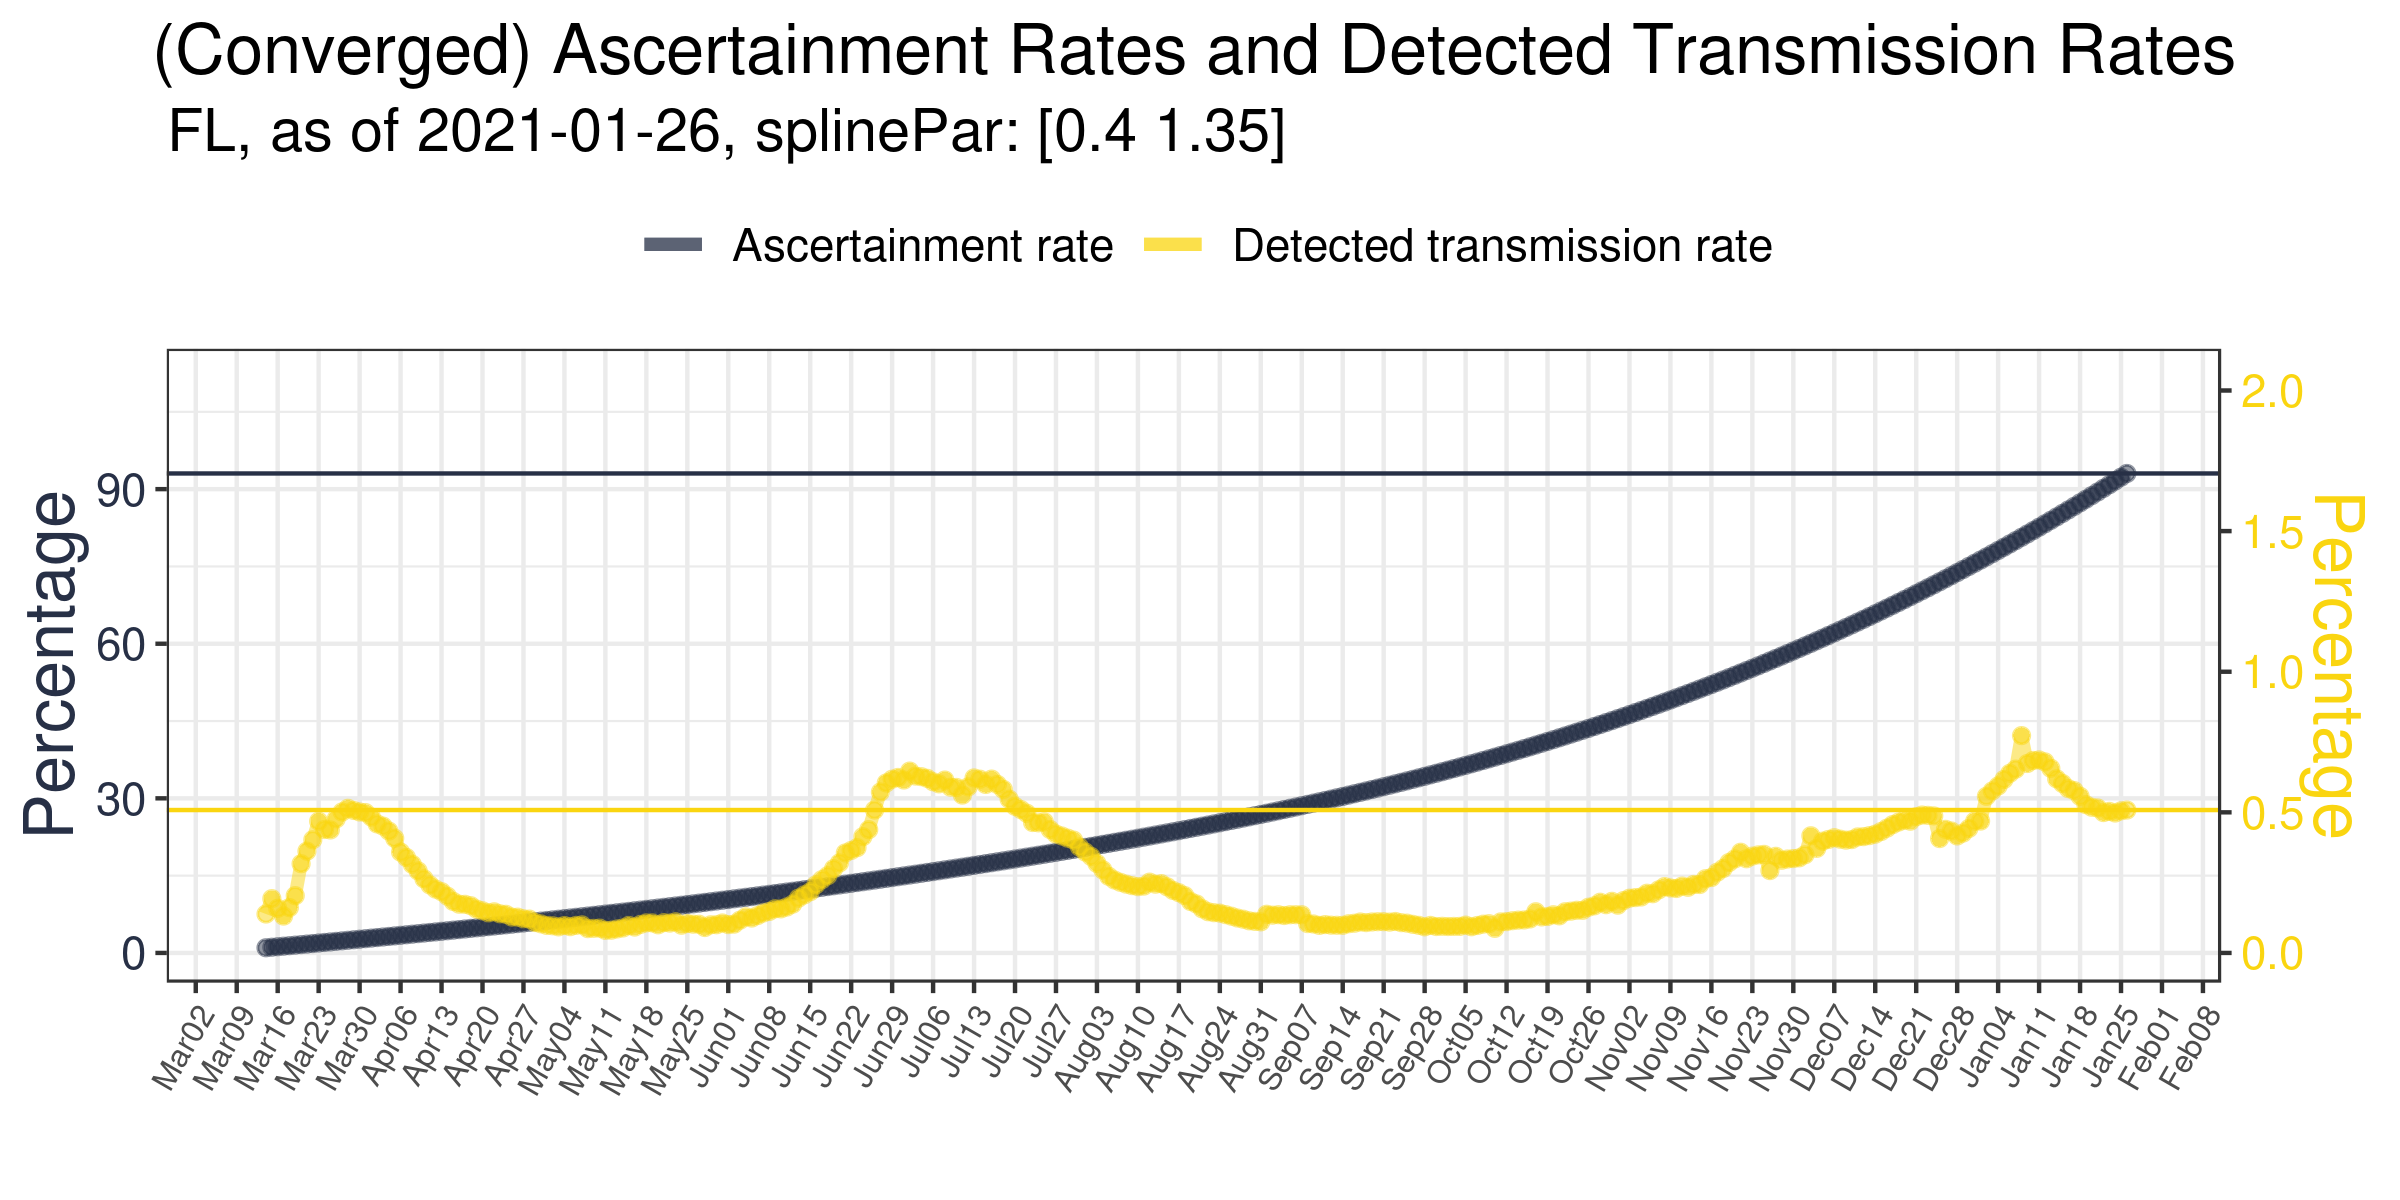 (Converged) Ascertainment Rates and Detected Transmission Rates
FL, as of 2021-01-26, splinePar: [0.4 1.35]
Ascertainment rate
Detected transmission rate
Percentage
90
60
30
0
2.0
1.5
1.0
0.5
0.0
Percentage
Mar02
Mar09
Mar16
Mar23
Mar30
Apr06
Apr13
Apr20
Apr27
May04
May11
May18
May25
Jun01
Jun08
Jun15
Jun22
Jun29
Jul06
Jul13
Jul20
Jul27
Aug03
Aug10
Aug17
Aug24
Aug31
Sep07
Sep14
Sep21
Sep28
Oct05
Oct12
Oct19
Oct26
Nov02
Nov09
Nov16
Nov23
Nov30
Dec07
Dec14
Dec21
Dec28
Jan04
Jan11
Jan18
Jan25
Feb01
Feb08